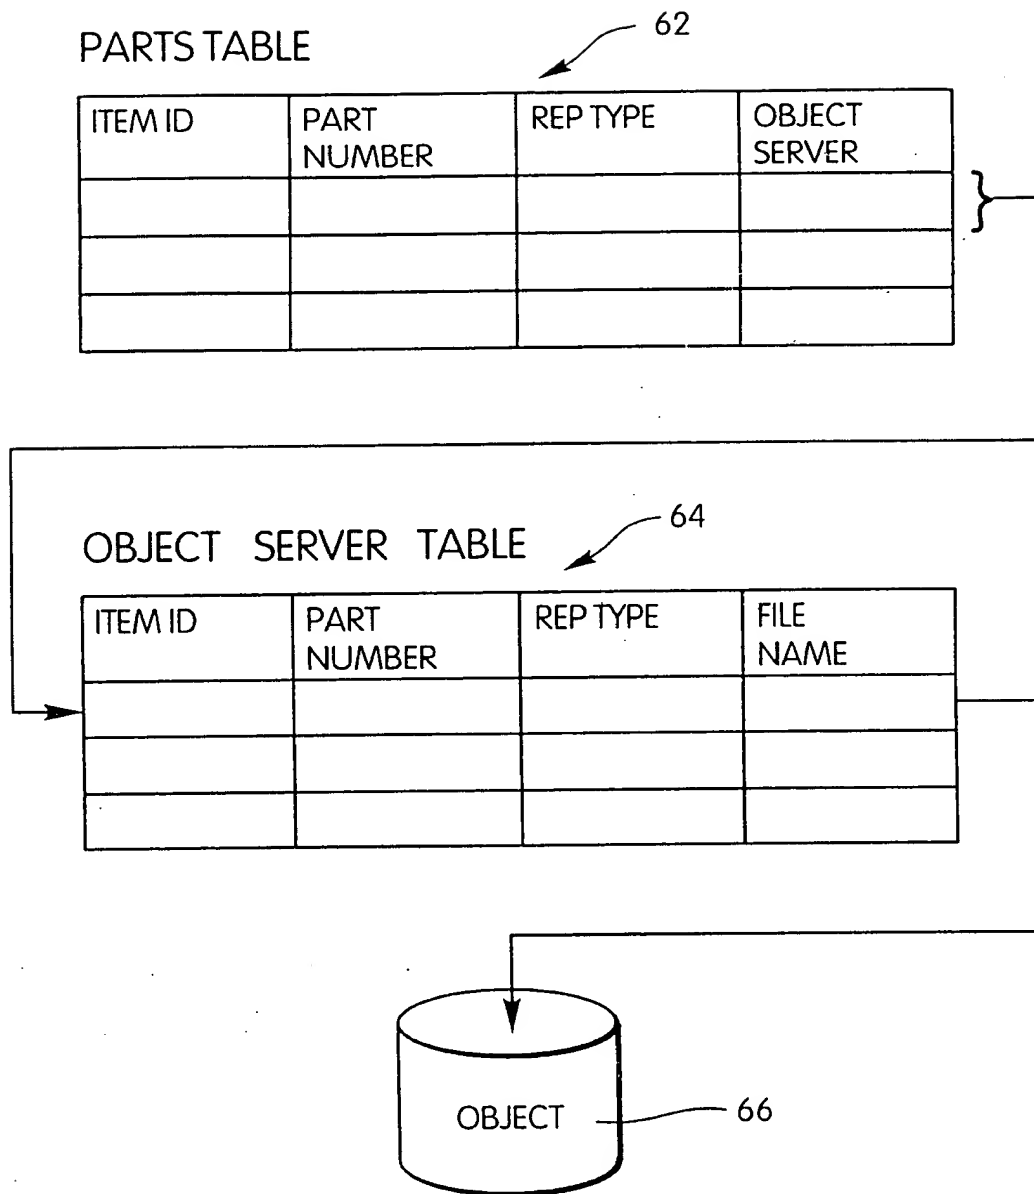 62
PARTS TABLE
ITEM ID
PART
NUMBER
REP TYPE
OBJECT
SERVER
64
OBJECT SERVER TABLE
ITEM ID
PART
NUMBER
REP TYPE
FILE
NAME
OBJECT
66